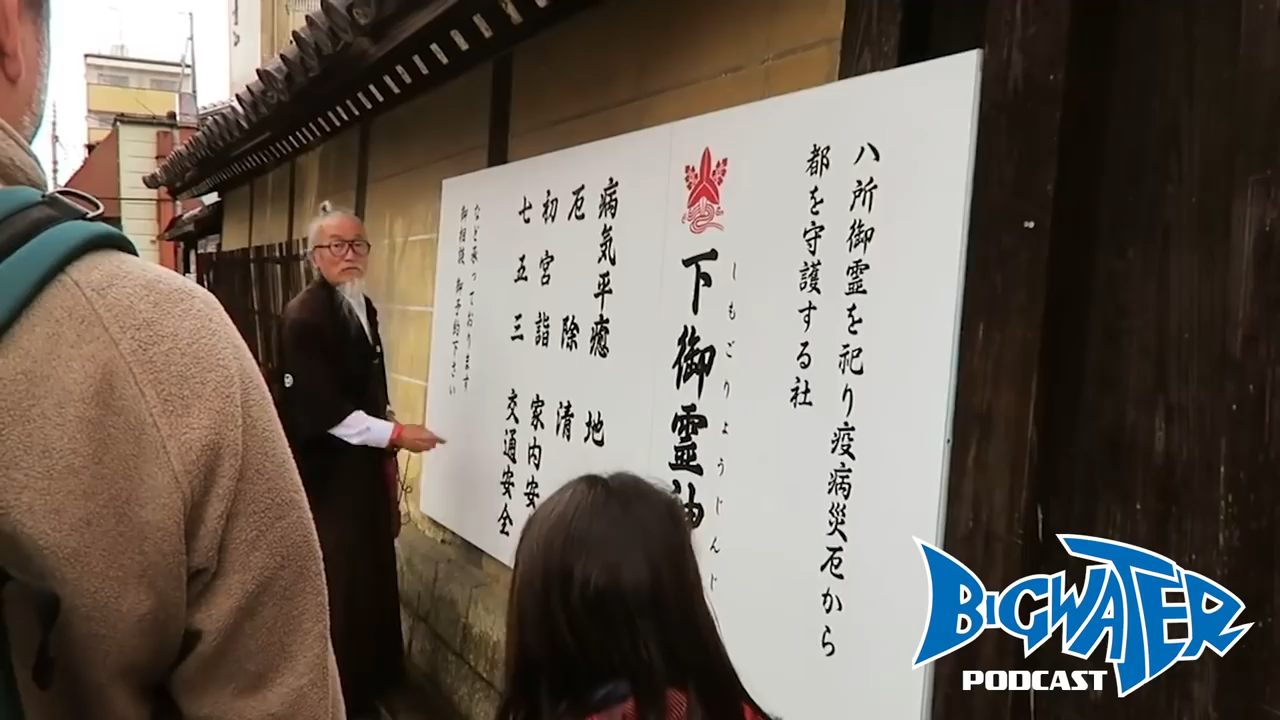 八所御霊を祀り疫病災厄から
都を守護する社
しもごりょうじんじ
下御霊神
病気平癒 地
厄除 清
初宮詣 家内安
七五三 交通安全
など承っております
御相談 御予約下さい
BIGWATER
PODCAST